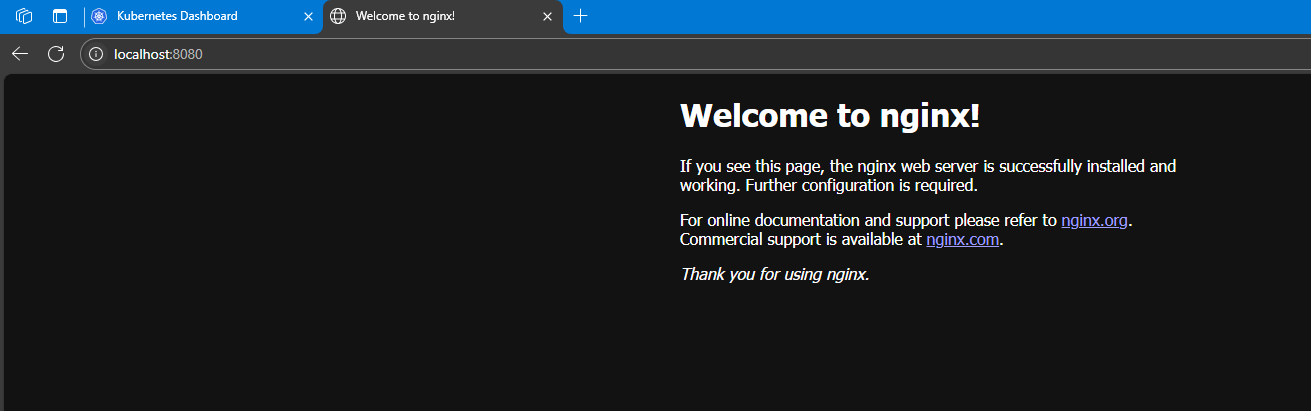 Kubernetes Dashboard
Welcome to nginx!
localhost:8080
Welcome to nginx!
If you see this page, the nginx web server is successfully installed and
working. Further configuration is required.
For online documentation and support please refer to nginx.org.
Commercial support is available at nginx.com.
Thank you for using nginx.